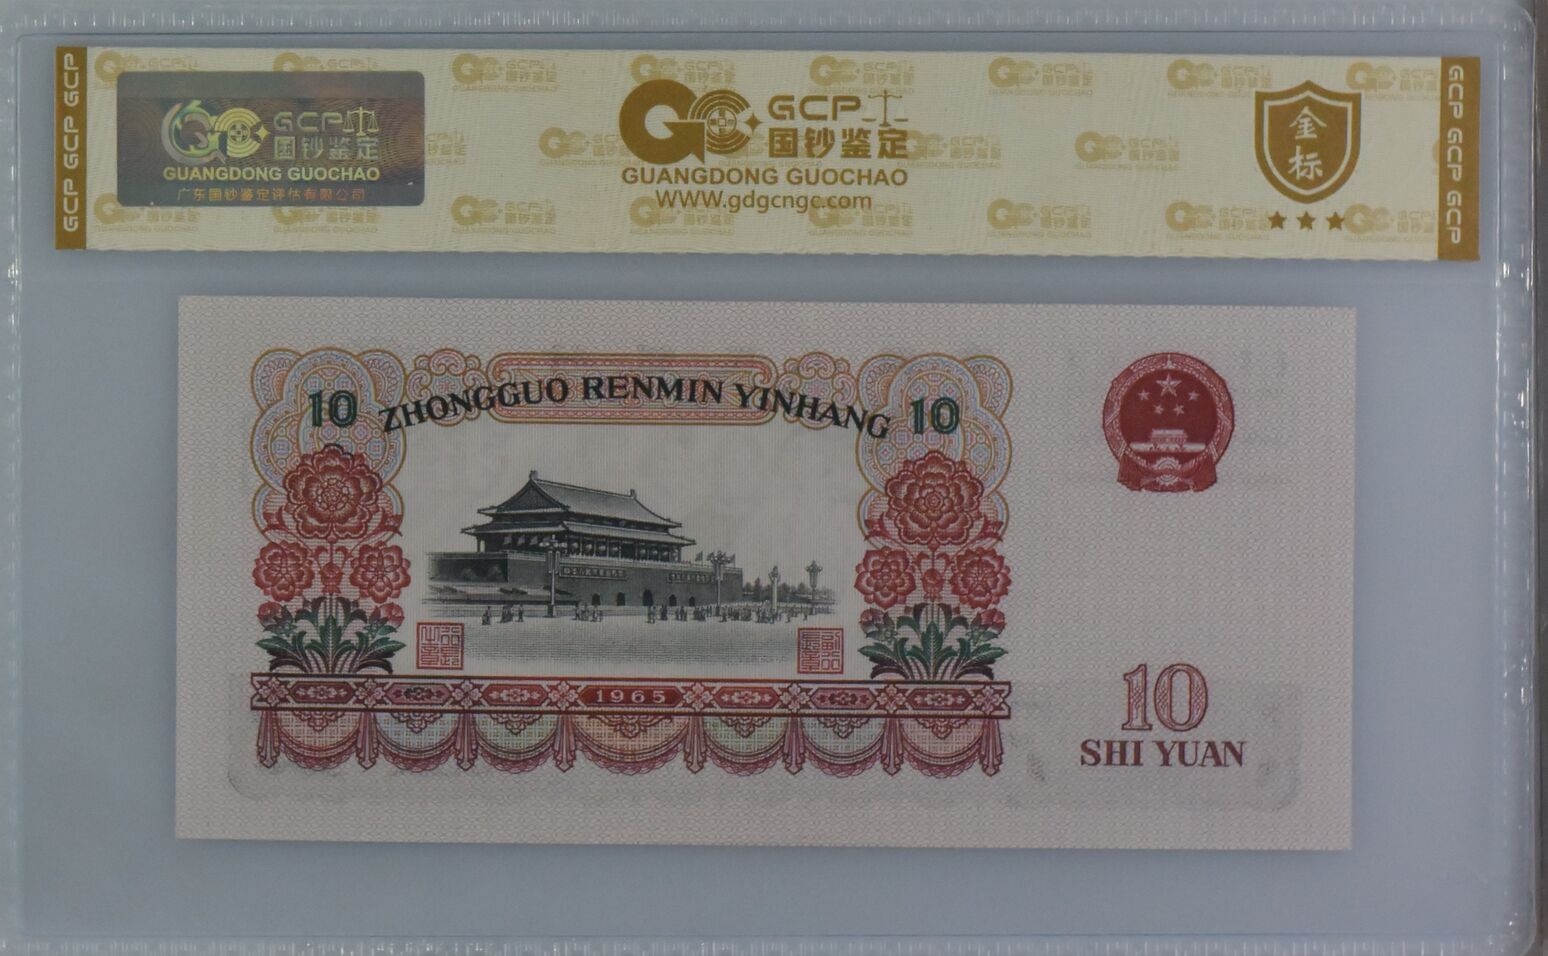 GCP GCP GCP
GCP
国钞鉴定
GUANGDONG GUOCHAO
广东国钞鉴定评估有限公司
GCP
国钞鉴定
GUANGDONG GUOCHAO
WWW.gdgcngc.com
金标
GCP GCP GCP
10 ZHONGGUO RENMIN YINHANG 10
1965
10
SHI YUAN